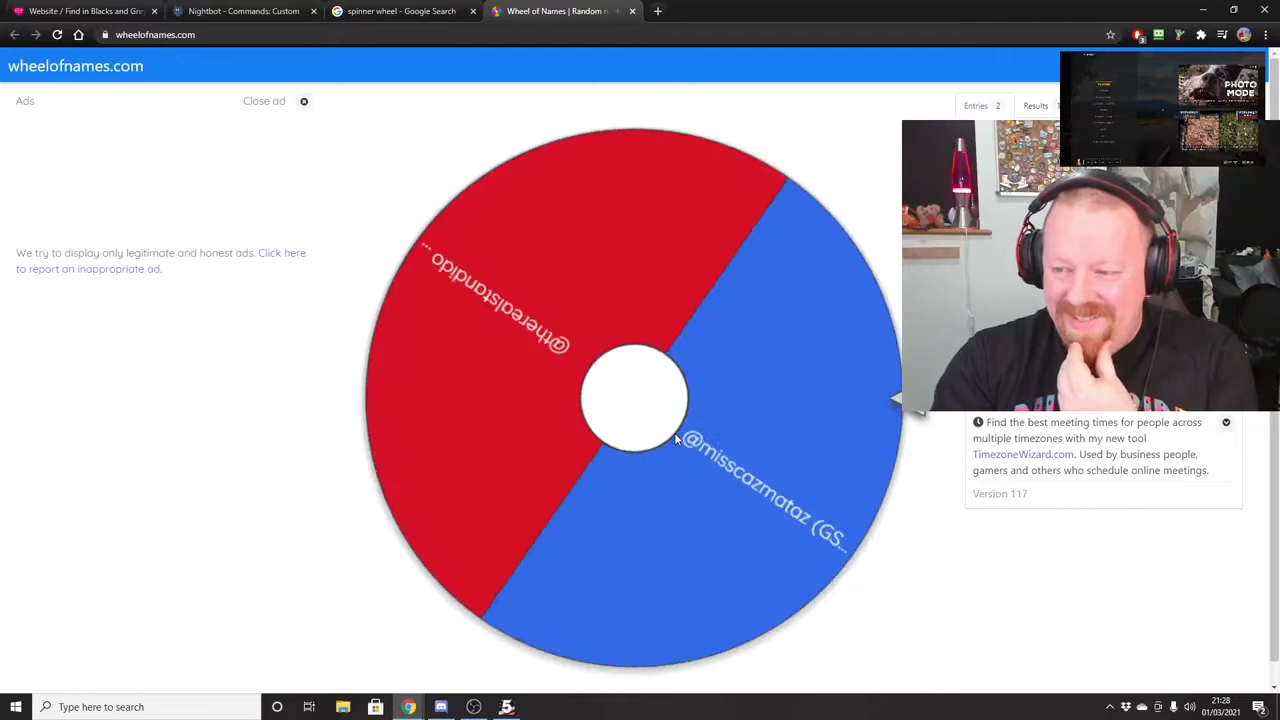 Website / Find in Blacks and Grey
Nightbot - Commands: Custom
spinner wheel - Google Search
Wheel of Names | Random n
wheelofnames.com
3
wheelofnames.com
Ads
Close ad
Entries 2
Results
PHOTO
MODE
We try to display only legitimate and honest ads. Click here
to report an inappropriate ad.
@therealstandido...
@misscazmataz (GS...
Find the best meeting times for people across
multiple timezones with my new tool
TimezoneWizard.com. Used by business people,
gamers and others who schedule online meetings.
Version 117
Type here to search
21:28
01/03/2021
2